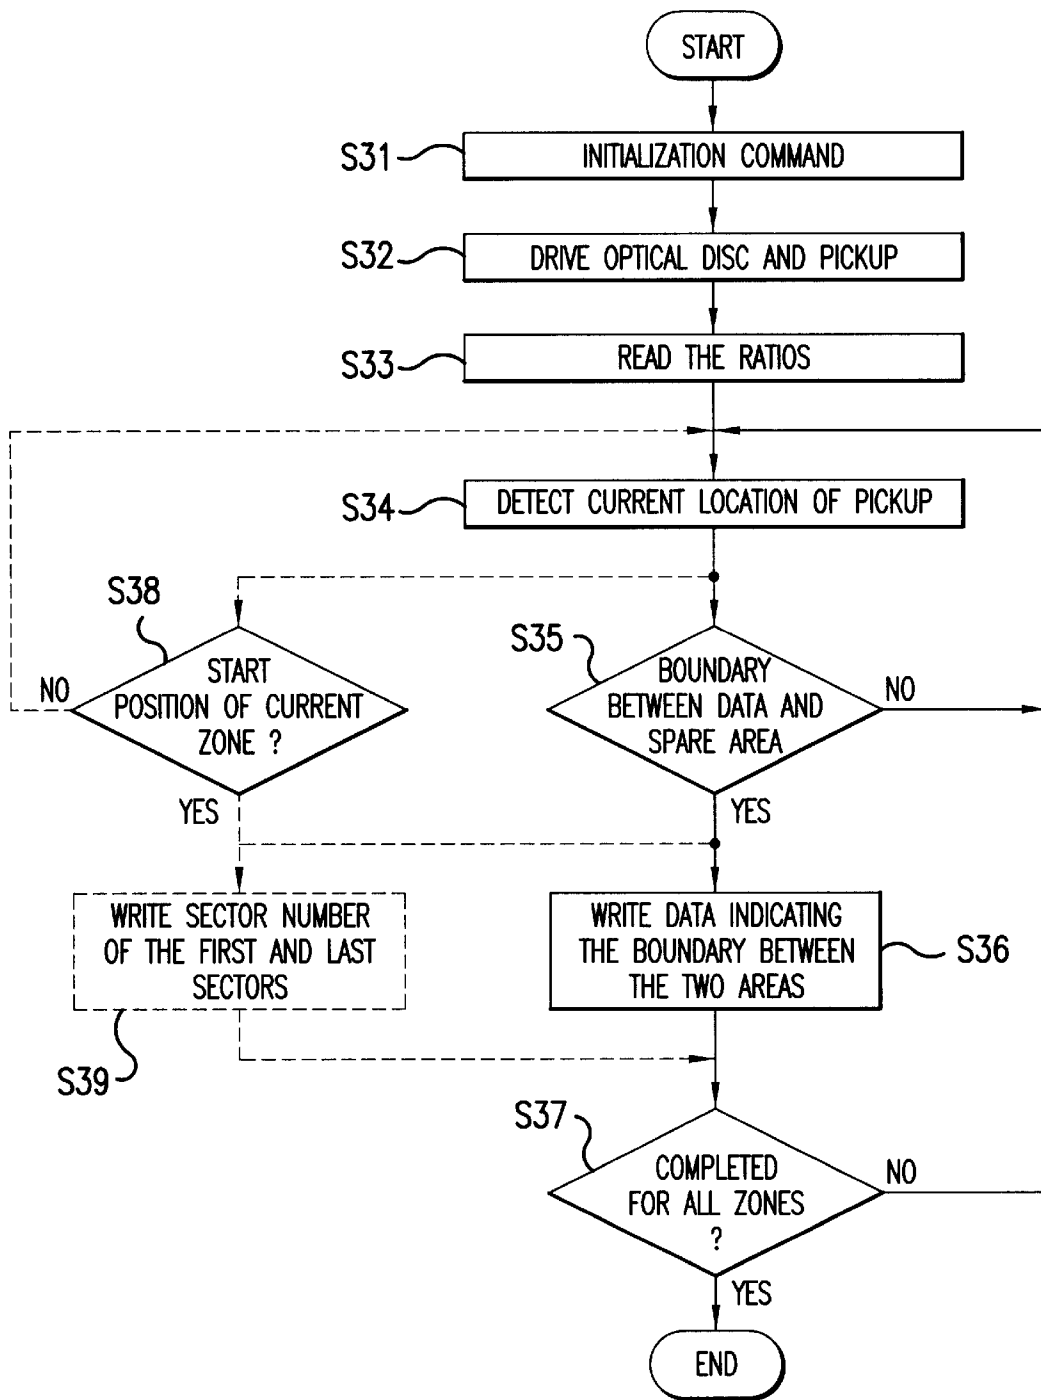 START
S31
INITIALIZATION COMMAND
S32
DRIVE OPTICAL DISC AND PICKUP
S33
READ THE RATIOS
S34
DETECT CURRENT LOCATION OF PICKUP
S38
START
POSITION OF CURRENT
ZONE ?
NO
YES
S35
BOUNDARY
BETWEEN DATA AND
SPARE AREA
NO
YES
WRITE SECTOR NUMBER
OF THE FIRST AND LAST
SECTORS
S39
WRITE DATA INDICATING
THE BOUNDARY BETWEEN
THE TWO AREAS
S36
S37
COMPLETED
FOR ALL ZONES
?
NO
YES
END